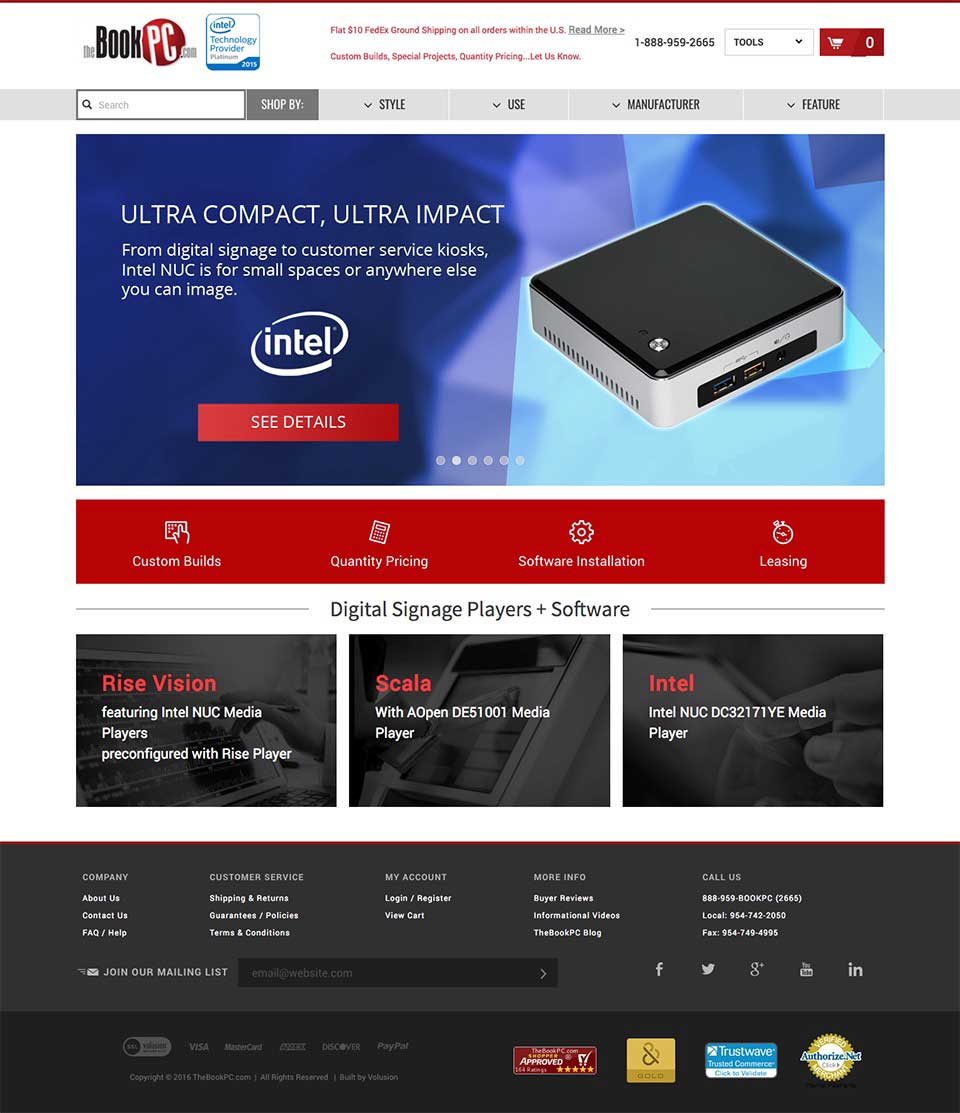 the BookPC.com
intel
Technology
Provider
Platinum
2015
Flat $10 FedEx Ground Shipping on all orders within the U.S. Read More >
Custom Builds, Special Projects, Quantity Pricing...Let Us Know.
1-888-959-2665
TOOLS
0
Search
SHOP BY:
STYLE
USE
MANUFACTURER
FEATURE
ULTRA COMPACT, ULTRA IMPACT
From digital signage to customer service kiosks,
Intel NUC is for small spaces or anywhere else
you can image.
intel
SEE DETAILS
Custom Builds
Quantity Pricing
Software Installation
Leasing
Digital Signage Players + Software
Rise Vision
featuring Intel NUC Media
Players
preconfigured with Rise Player
Scala
With AOpen DE51001 Media
Player
Intel
Intel NUC DC32171YE Media
Player
COMPANY
About Us
Contact Us
FAQ / Help
CUSTOMER SERVICE
Shipping & Returns
Guarantees / Policies
Terms & Conditions
MY ACCOUNT
Login / Register
View Cart
MORE INFO
Buyer Reviews
Informational Videos
TheBookPC Blog
CALL US
888-959-BOOKPC (2665)
Local: 954-742-2050
Fax: 954-749-4995
JOIN OUR MAILING LIST
email@website.com
f
g+
You
Tube
in
SSL volusion
VISA
MasterCard
AMEX
DISCOVER
PayPal
Copyright © 2016 TheBookPC.com | All Rights Reserved | Built by Volusion
TheBookPC.com
SHOPPER
APPROVED
164 Ratings
&
GOLD
Trustwave
Trusted Commerce
Click to Validate
Authorize.Net
Click